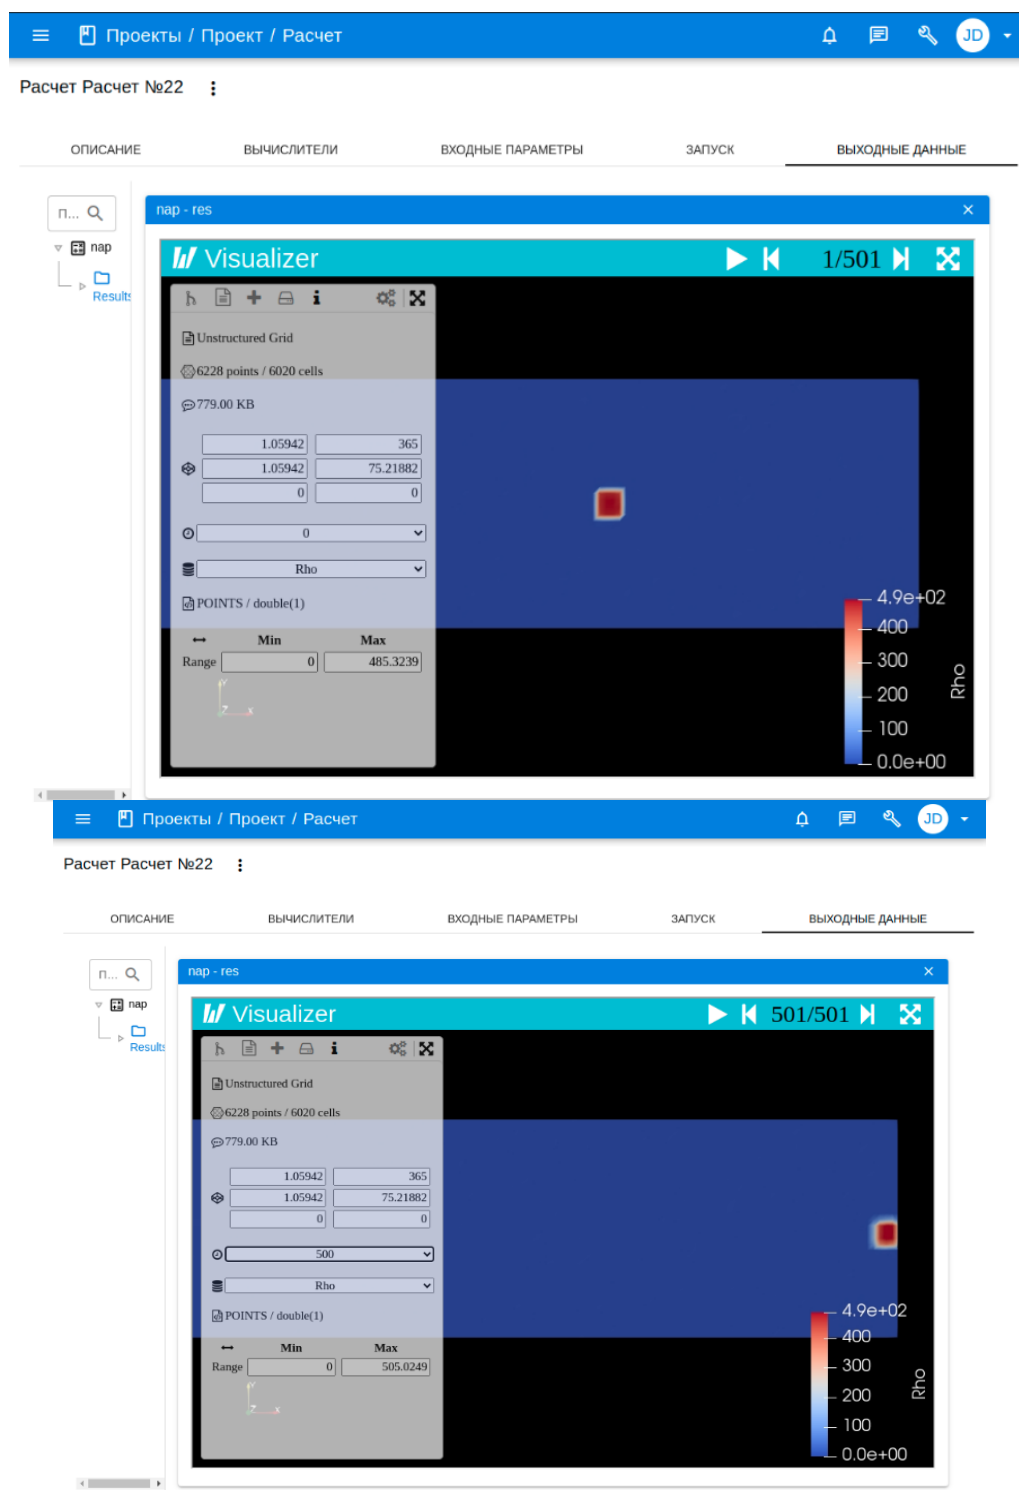 Проекты / Проект / Расчет
JD
Расчет Расчет №22
ОПИСАНИЕ ВЫЧИСЛИТЕЛИ ВХОДНЫЕ ПАРАМЕТРЫ ЗАПУСК ВЫХОДНЫЕ ДАННЫЕ
П...
nap - res
nap
Results
Visualizer 1/501
Unstructured Grid
6228 points / 6020 cells
779.00 KB
1.05942 365
1.05942 75.21882
0 0
0
Rho
POINTS / double(1)
Min Max
Range 0 485.3239
Y
Z X
4.9e+02
400
300
200
100
0.0e+00
Rho
Проекты / Проект / Расчет
JD
Расчет Расчет №22
ОПИСАНИЕ ВЫЧИСЛИТЕЛИ ВХОДНЫЕ ПАРАМЕТРЫ ЗАПУСК ВЫХОДНЫЕ ДАННЫЕ
П...
nap - res
nap
Results
Visualizer 501/501
Unstructured Grid
6228 points / 6020 cells
779.00 KB
1.05942 365
1.05942 75.21882
0 0
500
Rho
POINTS / double(1)
Min Max
Range 0 505.0249
Y
Z X
4.9e+02
400
300
200
100
0.0e+00
Rho